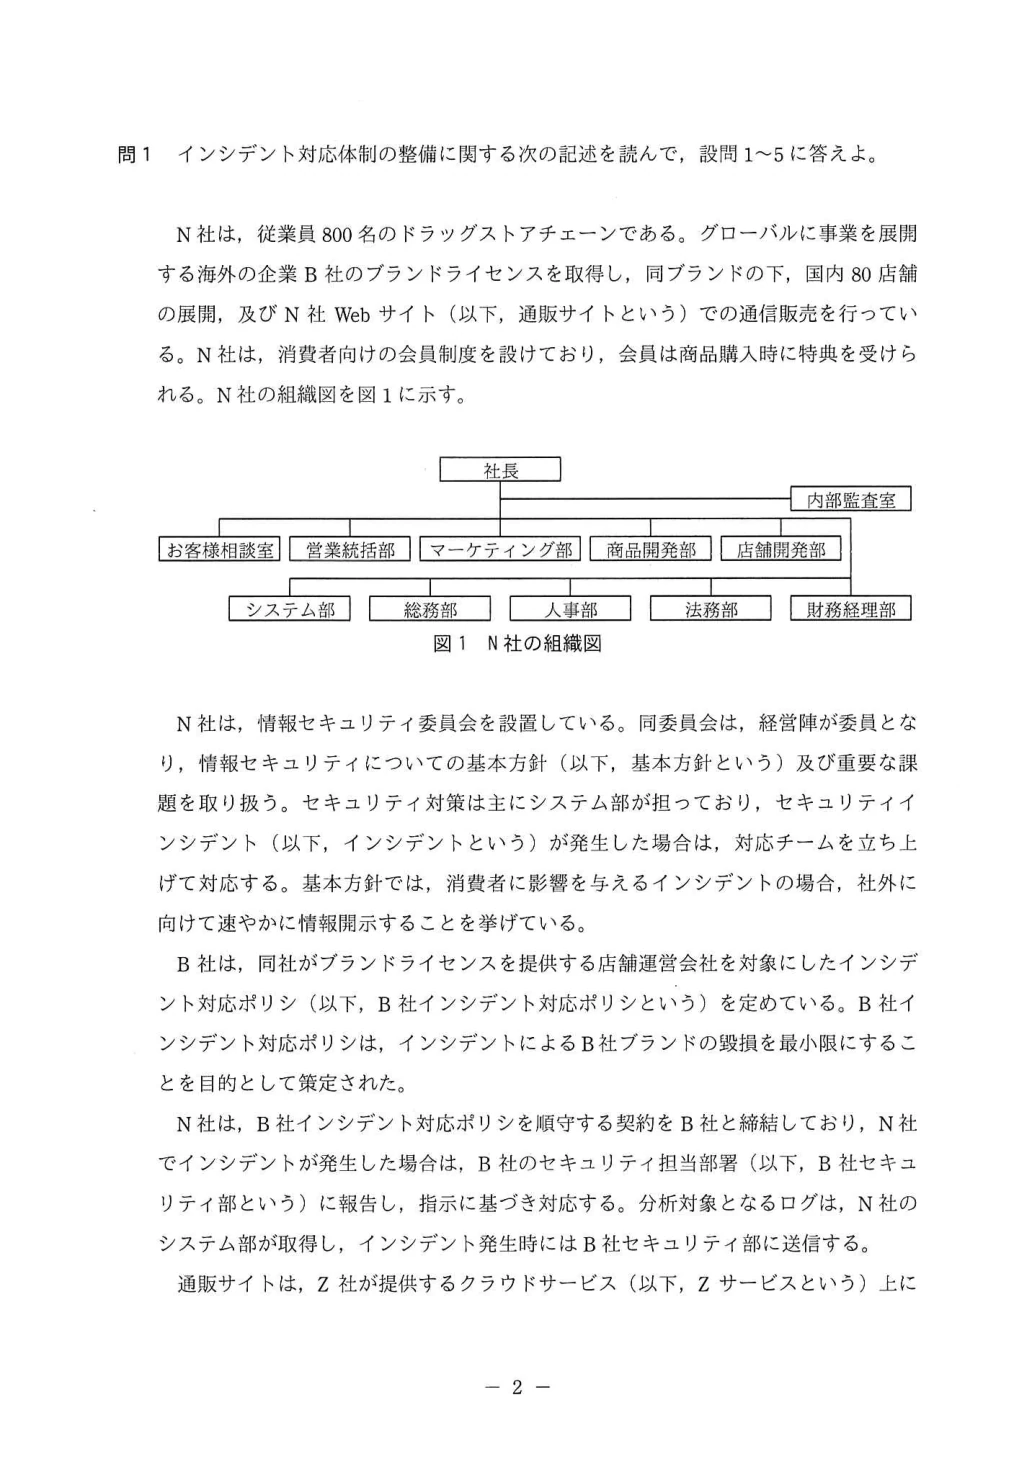 問1　インシデント対応体制の整備に関する次の記述を読んで，設問1〜5に答えよ。
N社は，従業員800名のドラッグストアチェーンである。グローバルに事業を展開
する海外の企業B社のブランドライセンスを取得し，同ブランドの下，国内80店舗
の展開，及びN社Webサイト（以下，通販サイトという）での通信販売を行ってい
る。N社は，消費者向けの会員制度を設けており，会員は商品購入時に特典を受けら
れる。N社の組織図を図1に示す。
社長
内部監査室
お客様相談室　営業統括部　マーケティング部　商品開発部　店舗開発部
システム部　総務部　人事部　法務部　財務経理部
図1　N社の組織図
N社は，情報セキュリティ委員会を設置している。同委員会は，経営陣が委員とな
り，情報セキュリティについての基本方針（以下，基本方針という）及び重要な課
題を取り扱う。セキュリティ対策は主にシステム部が担っており，セキュリティイ
ンシデント（以下，インシデントという）が発生した場合は，対応チームを立ち上
げて対応する。基本方針では，消費者に影響を与えるインシデントの場合，社外に
向けて速やかに情報開示することを挙げている。
B社は，同社がブランドライセンスを提供する店舗運営会社を対象にしたインシデ
ント対応ポリシ（以下，B社インシデント対応ポリシという）を定めている。B社イ
ンシデント対応ポリシは，インシデントによるB社ブランドの毀損を最小限にするこ
とを目的として策定された。
N社は，B社インシデント対応ポリシを順守する契約をB社と締結しており，N社
でインシデントが発生した場合は，B社のセキュリティ担当部署（以下，B社セキュ
リティ部という）に報告し，指示に基づき対応する。分析対象となるログは，N社の
システム部が取得し，インシデント発生時にはB社セキュリティ部に送信する。
通販サイトは，Z社が提供するクラウドサービス（以下，Zサービスという）上に
－ 2 －